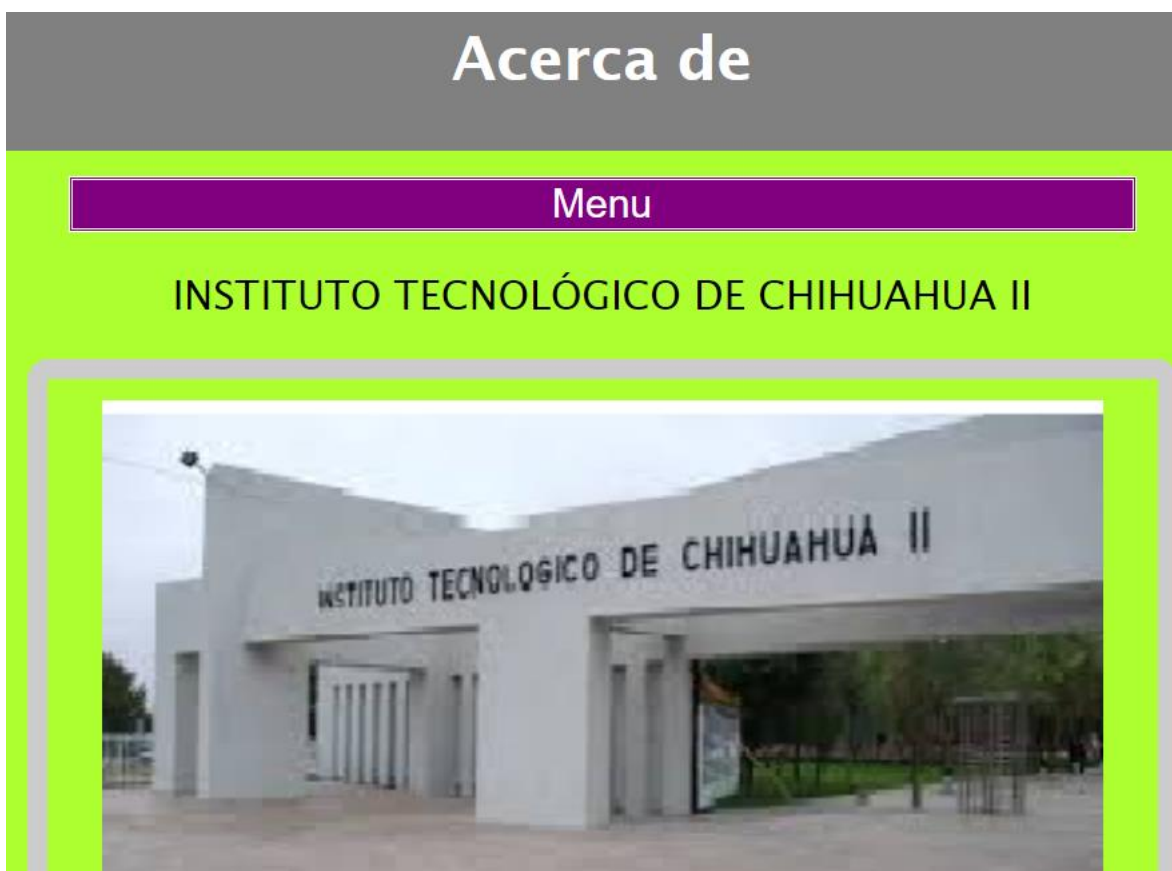 Acerca de
Menu
INSTITUTO TECNOLÓGICO DE CHIHUAHUA II
INSTITUTO TECNOLOGICO DE CHIHUAHUA II